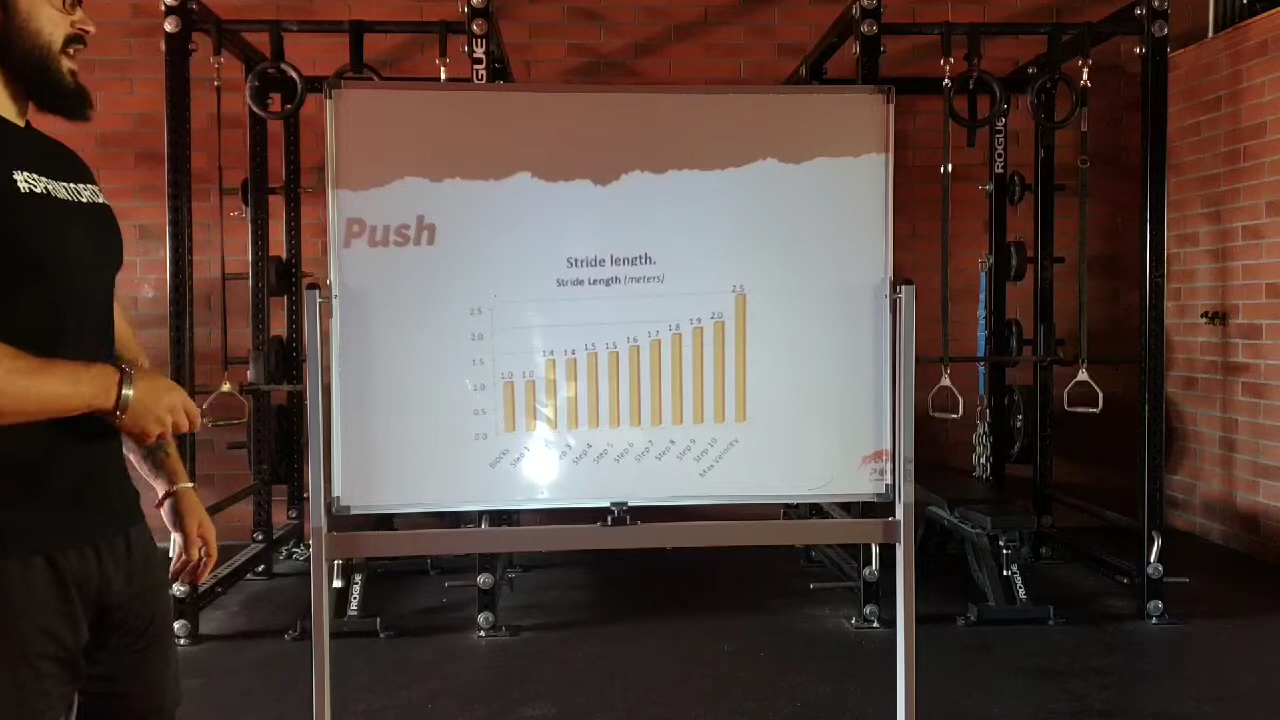 GUE
ROGUE
Push
Stride length.
Stride Length (meters)
2.5
2.0
1.5
1.0
0.5
0.0
1.0 1.0 1.4 1.4 1.5 1.5 1.6 1.7 1.8 1.9 2.0 2.5
Blocks Step 1 Step 4 Step 5 Step 6 Step 7 Step 8 Step 9 Step 10 Max Velocity
ROGUE
ROGUE